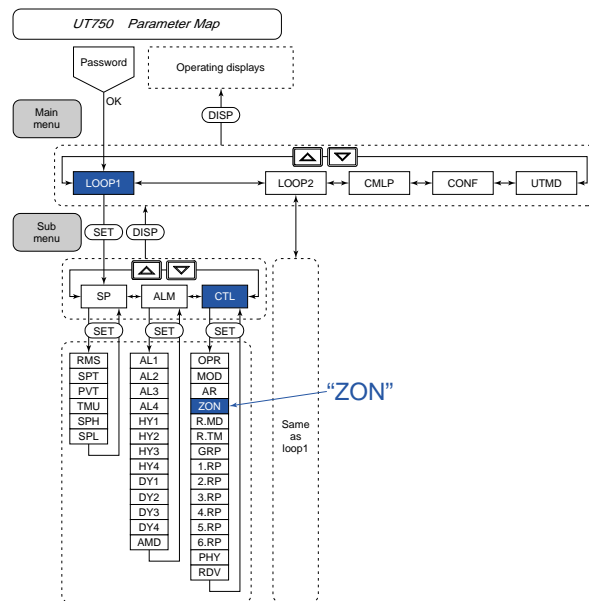 UT750 Parameter Map
Password
Operating displays
OK
Main
menu
DISP
LOOP1
LOOP2
CMLP
CONF
UTMD
Sub
menu
SET
DISP
SP
ALM
CTL
SET
SET
SET
RMS
SPT
PVT
TMU
SPH
SPL
AL1
AL2
AL3
AL4
HY1
HY2
HY3
HY4
DY1
DY2
DY3
DY4
AMD
OPR
MOD
AR
ZON
R.MD
R.TM
GRP
1.RP
2.RP
3.RP
4.RP
5.RP
6.RP
PHY
RDV
“ZON”
Same
as
loop1